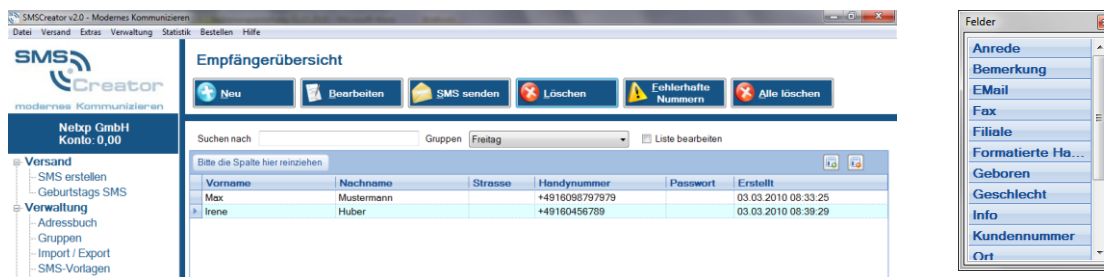 SMSCreator v2.0 - Modernes Kommunizieren
Datei Versand Extras Verwaltung Statistik Bestellen Hilfe
SMS
Creator
modernes Kommunizieren
Netxp GmbH
Konto: 0,00
Versand
SMS erstellen
Geburtstags SMS
Verwaltung
Adressbuch
Gruppen
Import / Export
SMS-Vorlagen
Empfängerübersicht
Neu Bearbeiten SMS senden Löschen Fehlerhafte Nummern Alle löschen
Suchen nach Gruppen Freitag Liste bearbeiten
Bitte die Spalte hier reinziehen
Vorname Nachname Strasse Handynummer Passwort Erstellt
Max Mustermann +4916098797979 03.03.2010 08:33:25
Irene Huber +49160456789 03.03.2010 08:39:29
Felder
Anrede
Bemerkung
EMail
Fax
Filiale
Formatierte Ha...
Geboren
Geschlecht
Info
Kundennummer
Ort